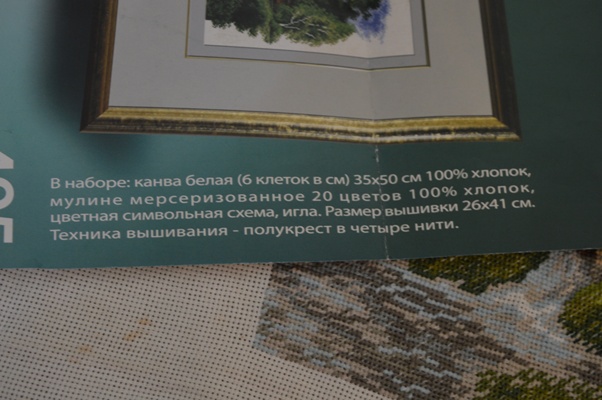 В наборе: канва белая (6 клеток в см) 35х50 см 100% хлопок,
мулине мерсеризованное 20 цветов 100% хлопок,
цветная символьная схема, игла. Размер вышивки 26х41 см.
Техника вышивания - полукрест в четыре нити.